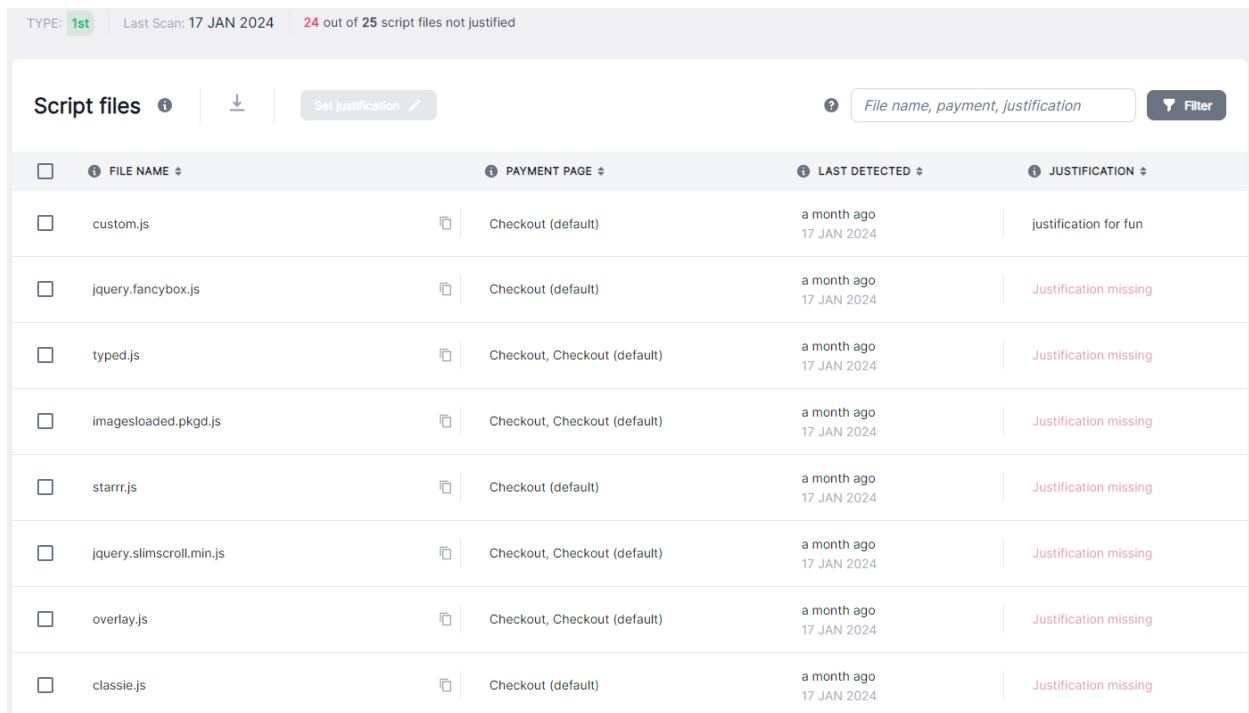 TYPE: 1st Last Scan: 17 JAN 2024 24 out of 25 script files not justified
Script files Set justification File name, payment, justification Filter
FILE NAME PAYMENT PAGE LAST DETECTED JUSTIFICATION
custom.js Checkout (default) a month ago justification for fun
17 JAN 2024
jquery.fancybox.js Checkout (default) a month ago Justification missing
17 JAN 2024
typed.js Checkout, Checkout (default) a month ago Justification missing
17 JAN 2024
imagesloaded.pkgd.js Checkout, Checkout (default) a month ago Justification missing
17 JAN 2024
starrr.js Checkout (default) a month ago Justification missing
17 JAN 2024
jquery.slimscroll.min.js Checkout, Checkout (default) a month ago Justification missing
17 JAN 2024
overlay.js Checkout, Checkout (default) a month ago Justification missing
17 JAN 2024
classie.js Checkout (default) a month ago Justification missing
17 JAN 2024